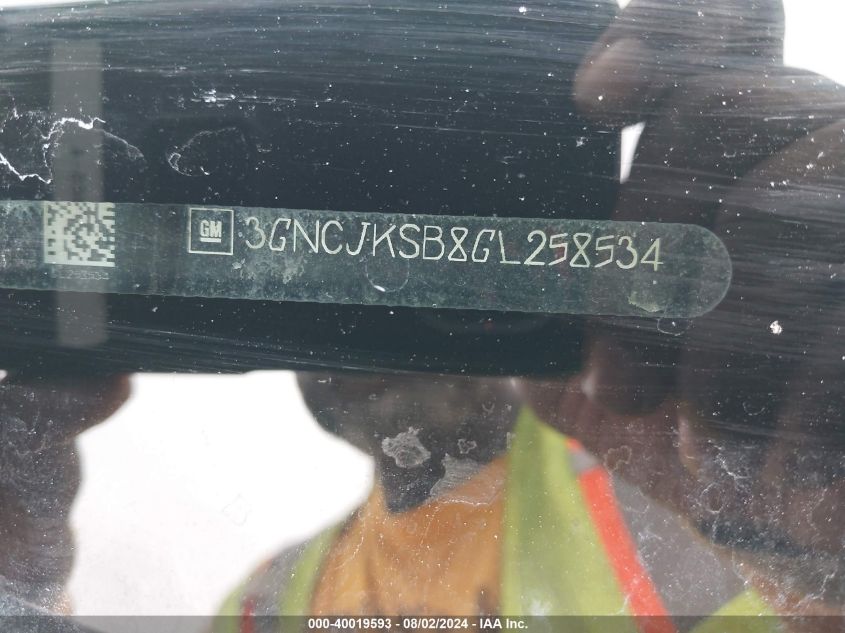 GM 3GNCJKSB8GL258534
000-40019593 - 08/02/2024 - IAA Inc.